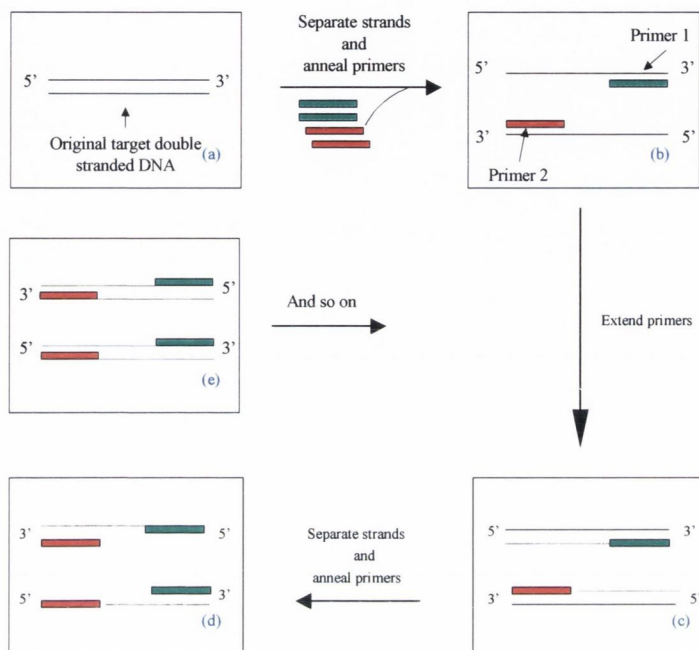 5’
3’
Original target double
stranded DNA
(a)
Separate strands
and
anneal primers
Primer 1
5’
3’
3’
5’
Primer 2
(b)
Extend primers
5’
3’
3’
5’
(c)
Separate strands
and
anneal primers
3’
5’
5’
3’
(d)
3’
5’
5’
3’
(e)
And so on